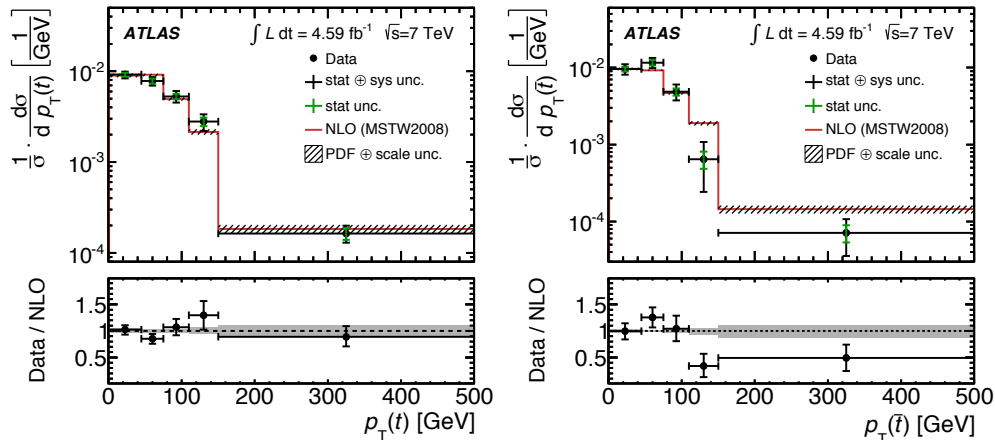 ATLAS ∫ L dt = 4.59 fb⁻¹ √s=7 TeV
Data
stat ⊕ sys unc.
stat unc.
NLO (MSTW2008)
PDF ⊕ scale unc.
1/σ · dσ/d p_T(t) [1/GeV]
10⁻²
10⁻³
10⁻⁴
Data / NLO
1.5
1
0.5
0 100 200 300 400 500
p_T(t) [GeV]
ATLAS ∫ L dt = 4.59 fb⁻¹ √s=7 TeV
Data
stat ⊕ sys unc.
stat unc.
NLO (MSTW2008)
PDF ⊕ scale unc.
1/σ · dσ/d p_T(t̄) [1/GeV]
10⁻²
10⁻³
10⁻⁴
Data / NLO
1.5
1
0.5
0 100 200 300 400 500
p_T(t̄) [GeV]